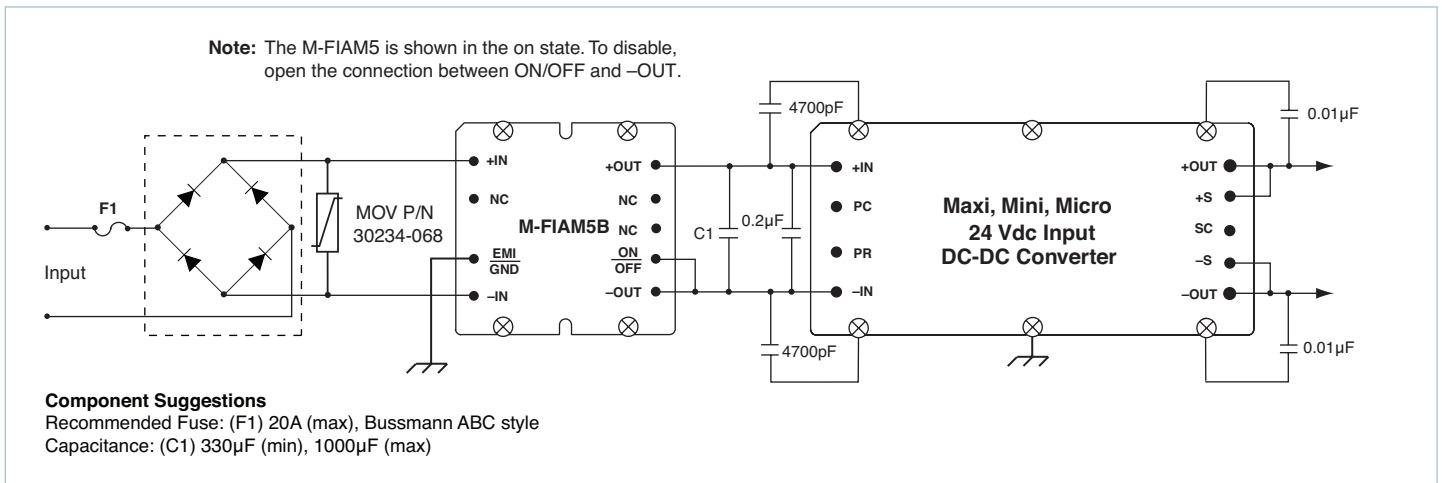 Note: The M-FIAM5 is shown in the on state. To disable,
open the connection between ON/OFF and –OUT.
F1
Input
MOV P/N
30234-068
+IN
NC
EMI
GND
–IN
M-FIAM5B
+OUT
NC
NC
ON
OFF
–OUT
4700pF
C1
0.2µF
4700pF
+IN
PC
PR
–IN
Maxi, Mini, Micro
24 Vdc Input
DC-DC Converter
+OUT
+S
SC
–S
–OUT
0.01µF
0.01µF
Component Suggestions
Recommended Fuse: (F1) 20A (max), Bussmann ABC style
Capacitance: (C1) 330µF (min), 1000µF (max)